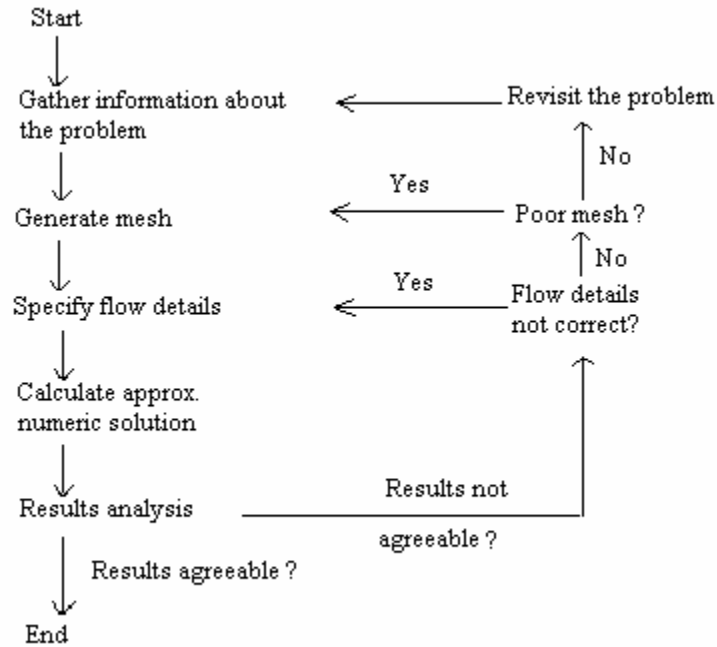 Start
Gather information about
the problem
Revisit the problem
No
Yes
Generate mesh
Poor mesh ?
No
Yes
Specify flow details
Flow details
not correct?
Calculate approx.
numeric solution
Results analysis
Results not
agreeable ?
Results agreeable ?
End